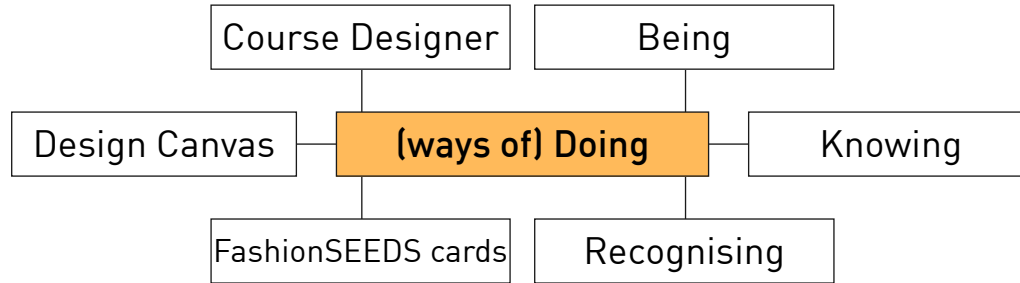 Course Designer
Being
Design Canvas
(ways of) Doing
Knowing
FashionSEEDS cards
Recognising